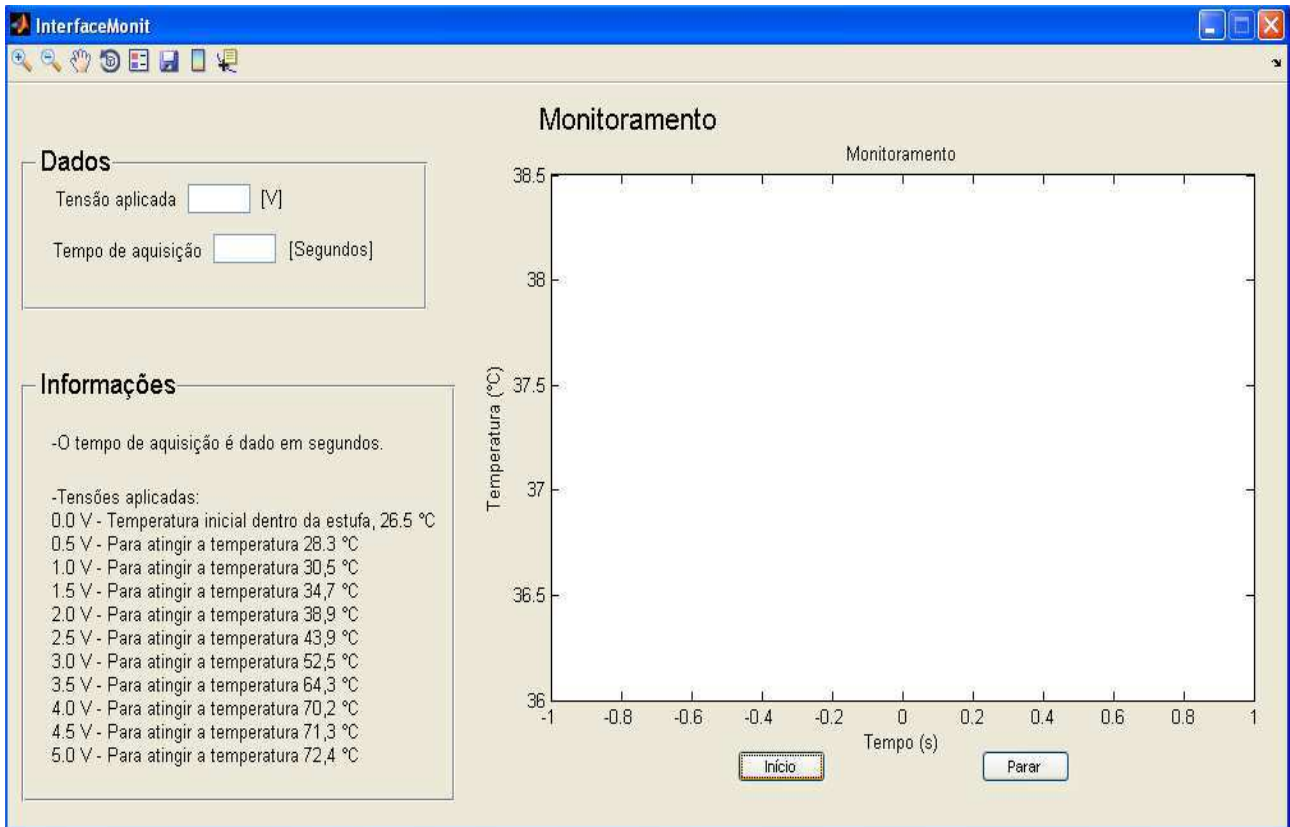 InterfaceMonit
Monitoramento
Dados
Tensão aplicada [V]
Tempo de aquisição [Segundos]
Informações
-O tempo de aquisição é dado em segundos.
-Tensões aplicadas:
0.0 V - Temperatura inicial dentro da estufa, 26.5 °C
0.5 V - Para atingir a temperatura 28.3 °C
1.0 V - Para atingir a temperatura 30,5 °C
1.5 V - Para atingir a temperatura 34,7 °C
2.0 V - Para atingir a temperatura 38,9 °C
2.5 V - Para atingir a temperatura 43,9 °C
3.0 V - Para atingir a temperatura 52,5 °C
3.5 V - Para atingir a temperatura 64,3 °C
4.0 V - Para atingir a temperatura 70,2 °C
4.5 V - Para atingir a temperatura 71,3 °C
5.0 V - Para atingir a temperatura 72,4 °C
Monitoramento
Temperatura (°C)
38.5
38
37.5
37
36.5
36
-1 -0.8 -0.6 -0.4 -0.2 0 0.2 0.4 0.6 0.8 1
Tempo (s)
Início Parar